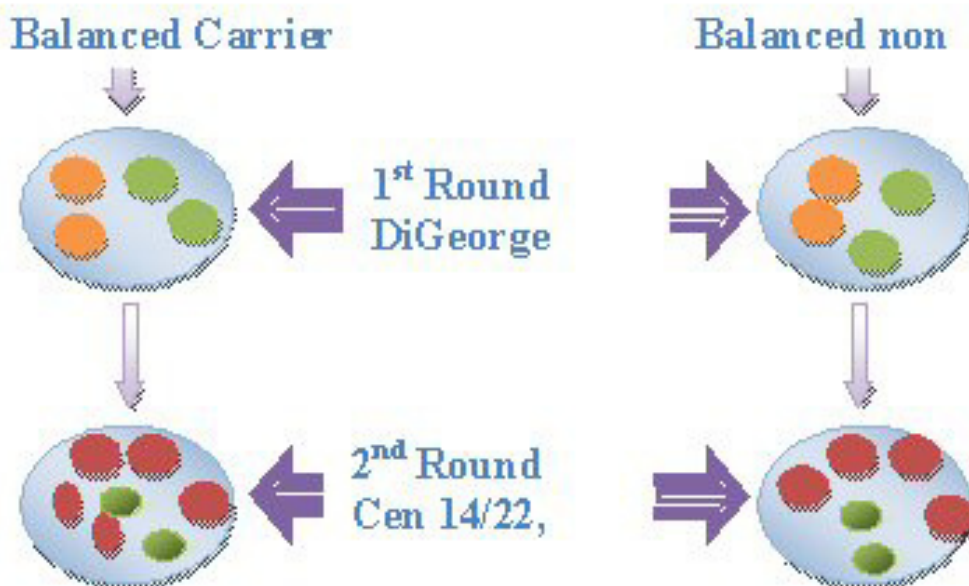 Balanced Carrier
Balanced non
1st Round
DiGeorge
2nd Round
Cen 14/22,